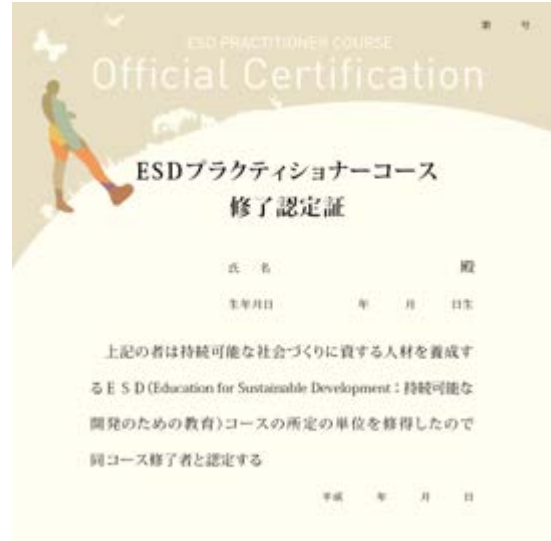 第 号
ESD PRACTITIONER COURSE
Official Certification
ESDプラクティショナーコース
修了認定証
氏 名 殿
生年月日 年 月 日生
上記の者は持続可能な社会づくりに資する人材を養成す
るＥＳＤ(Education for Sustainable Development：持続可能な
開発のための教育)コースの所定の単位を修得したので
同コース修了者と認定する
平成 年 月 日